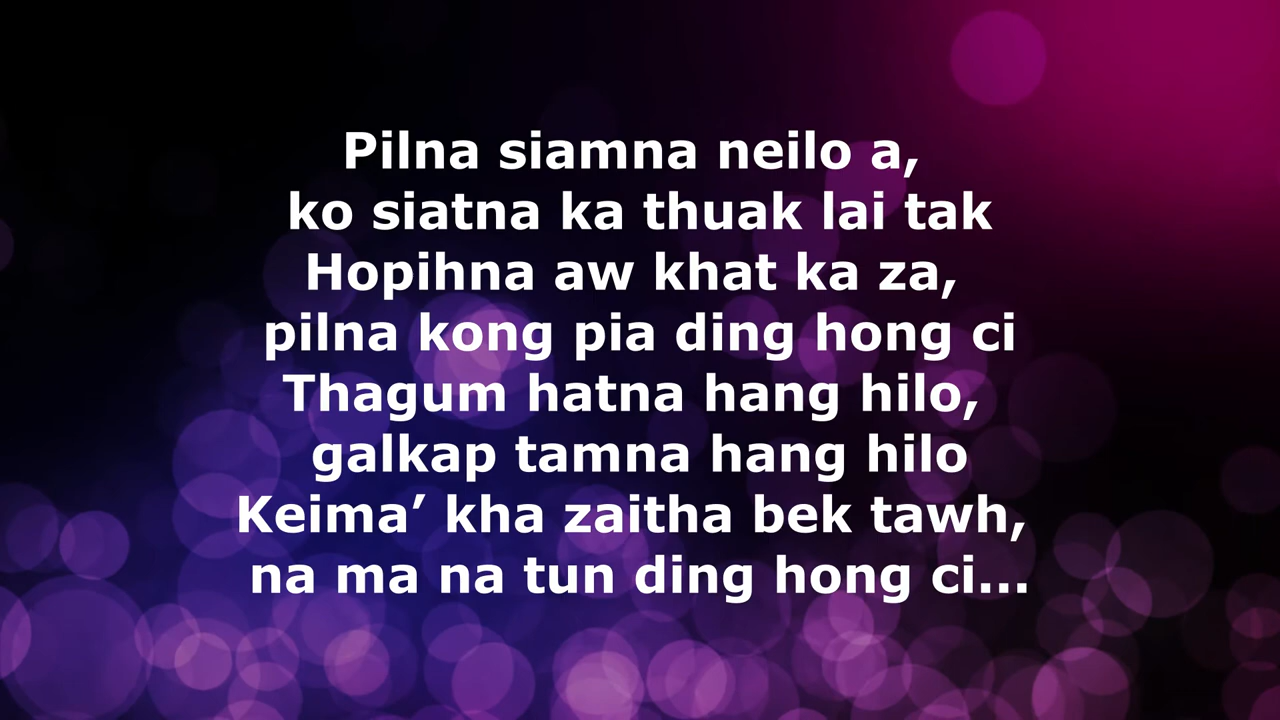 Pilna siamna neilo a,
ko siatna ka thuak lai tak
Hopihna aw khat ka za,
pilna kong pia ding hong ci
Thagum hatna hang hilo,
galkap tamna hang hilo
Keima’ kha zaitha bek tawh,
na ma na tun ding hong ci...